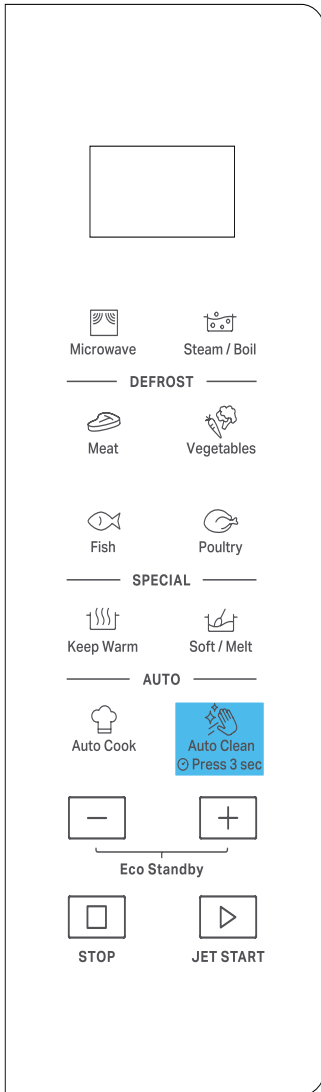 Microwave
Steam / Boil
DEFROST
Meat
Vegetables
Fish
Poultry
SPECIAL
Keep Warm
Soft / Melt
AUTO
Auto Cook
Auto Clean
Press 3 sec
Eco Standby
STOP
JET START